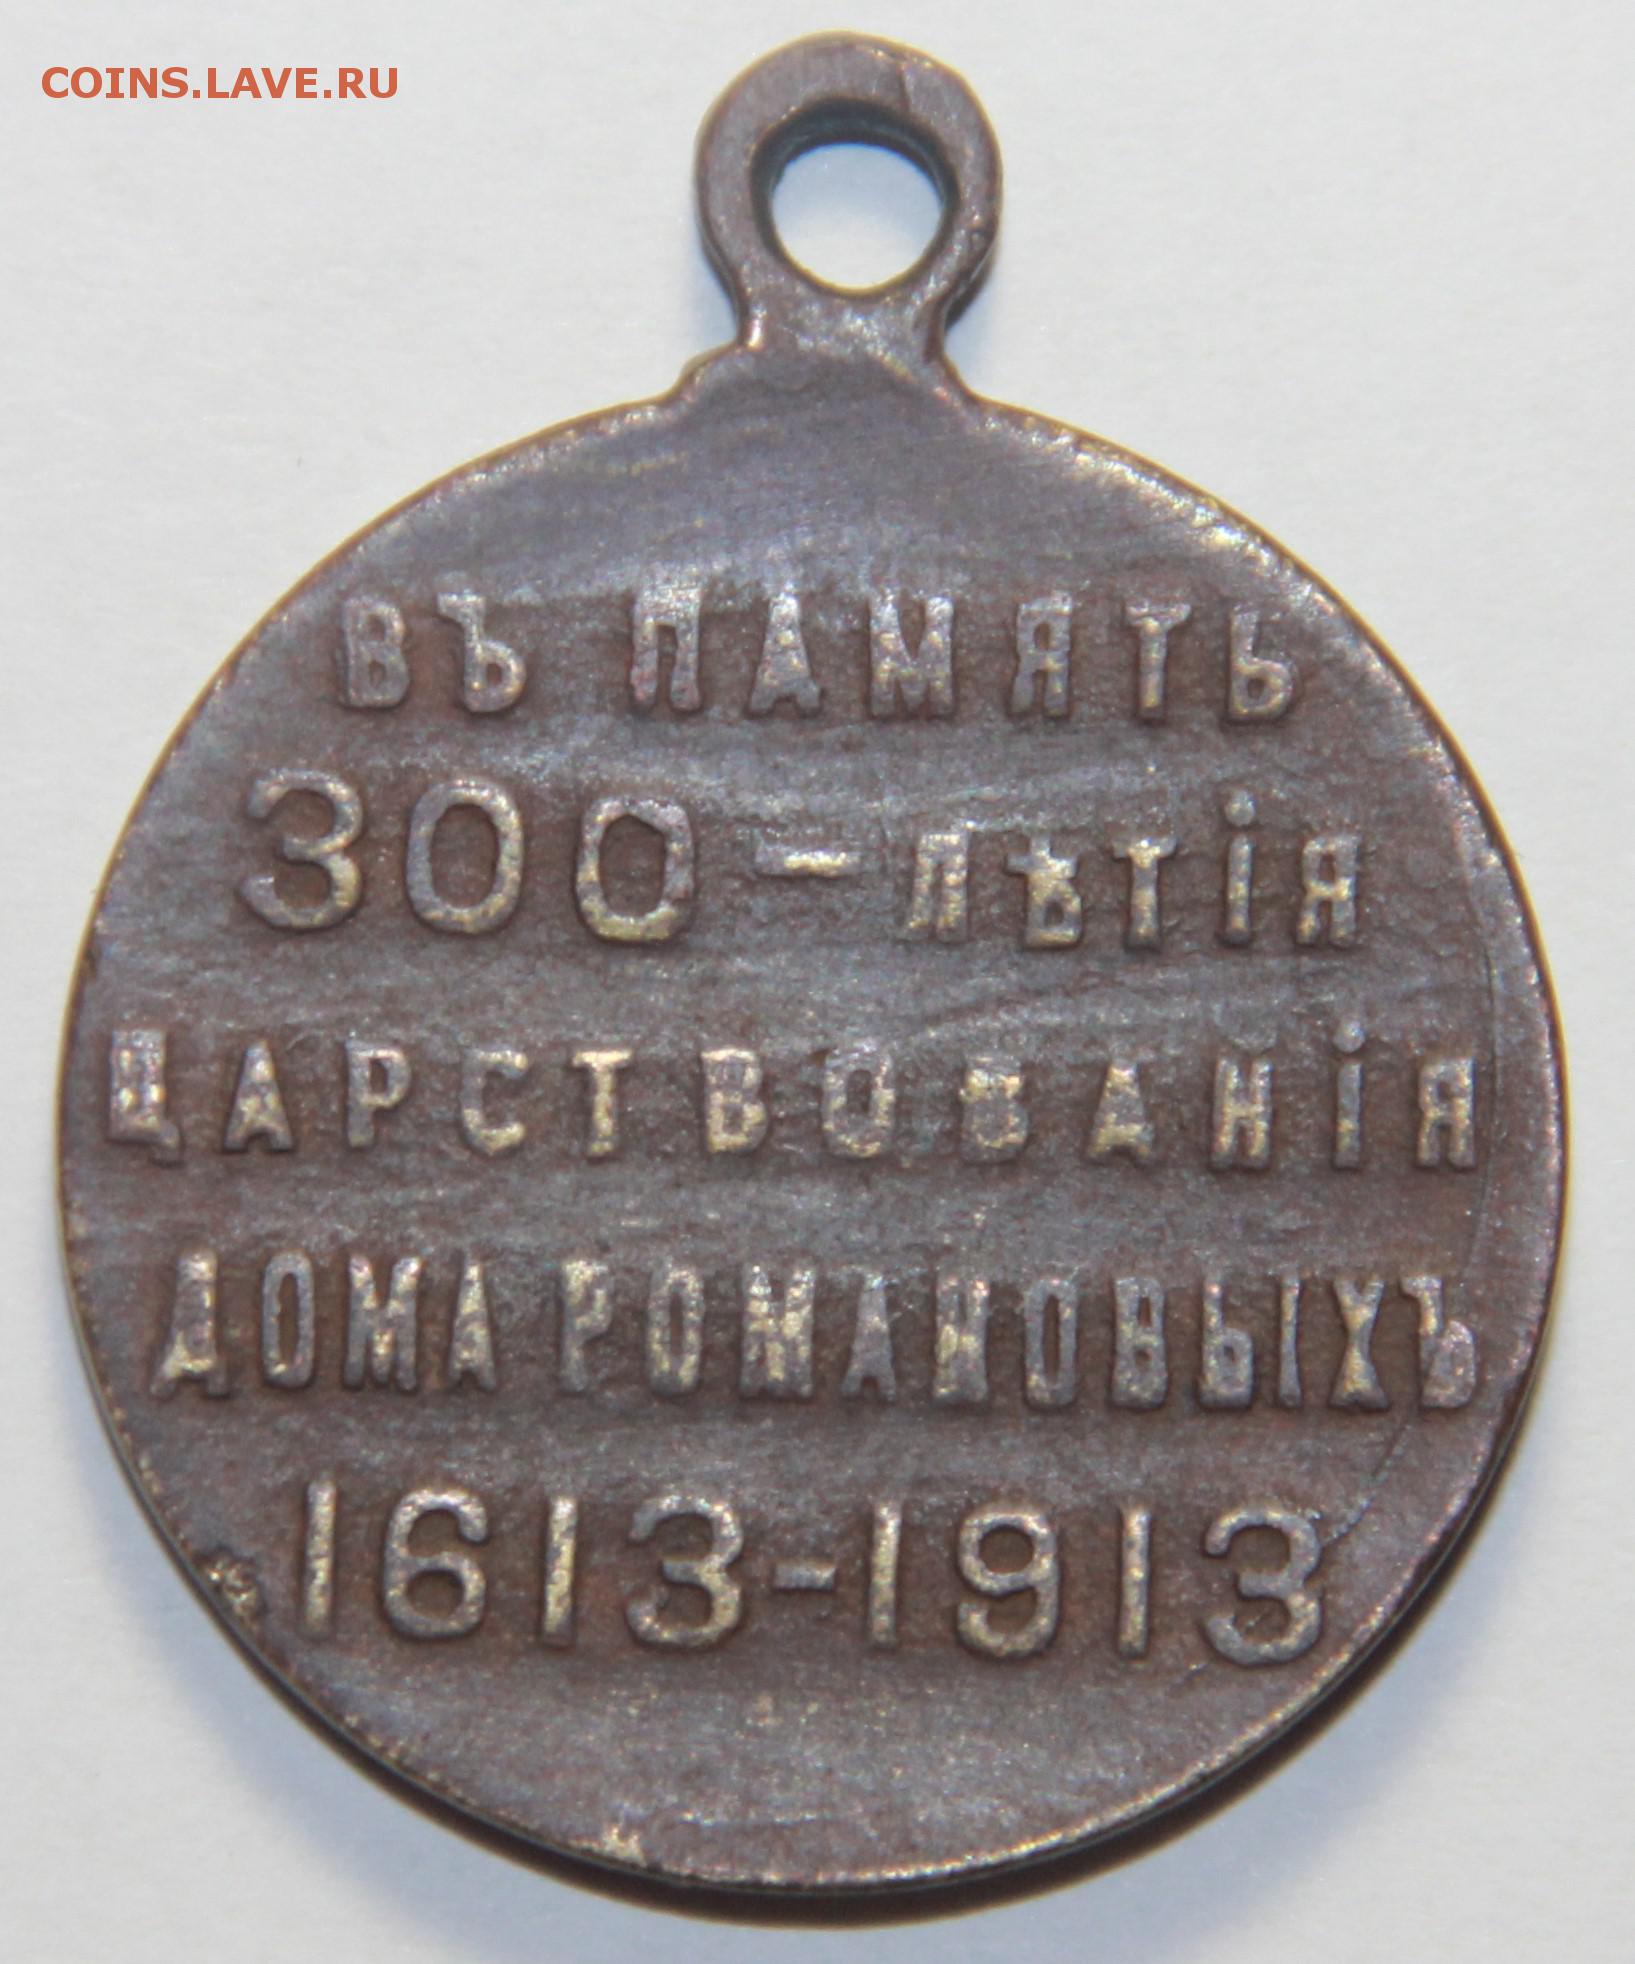 COINS.LAVE.RU
ВЪ ПАМЯТЬ
300-ЛѢТІЯ
ЦАРСТВОВАНІЯ
ДОМА РОМАНОВЫХЪ
1613-1913